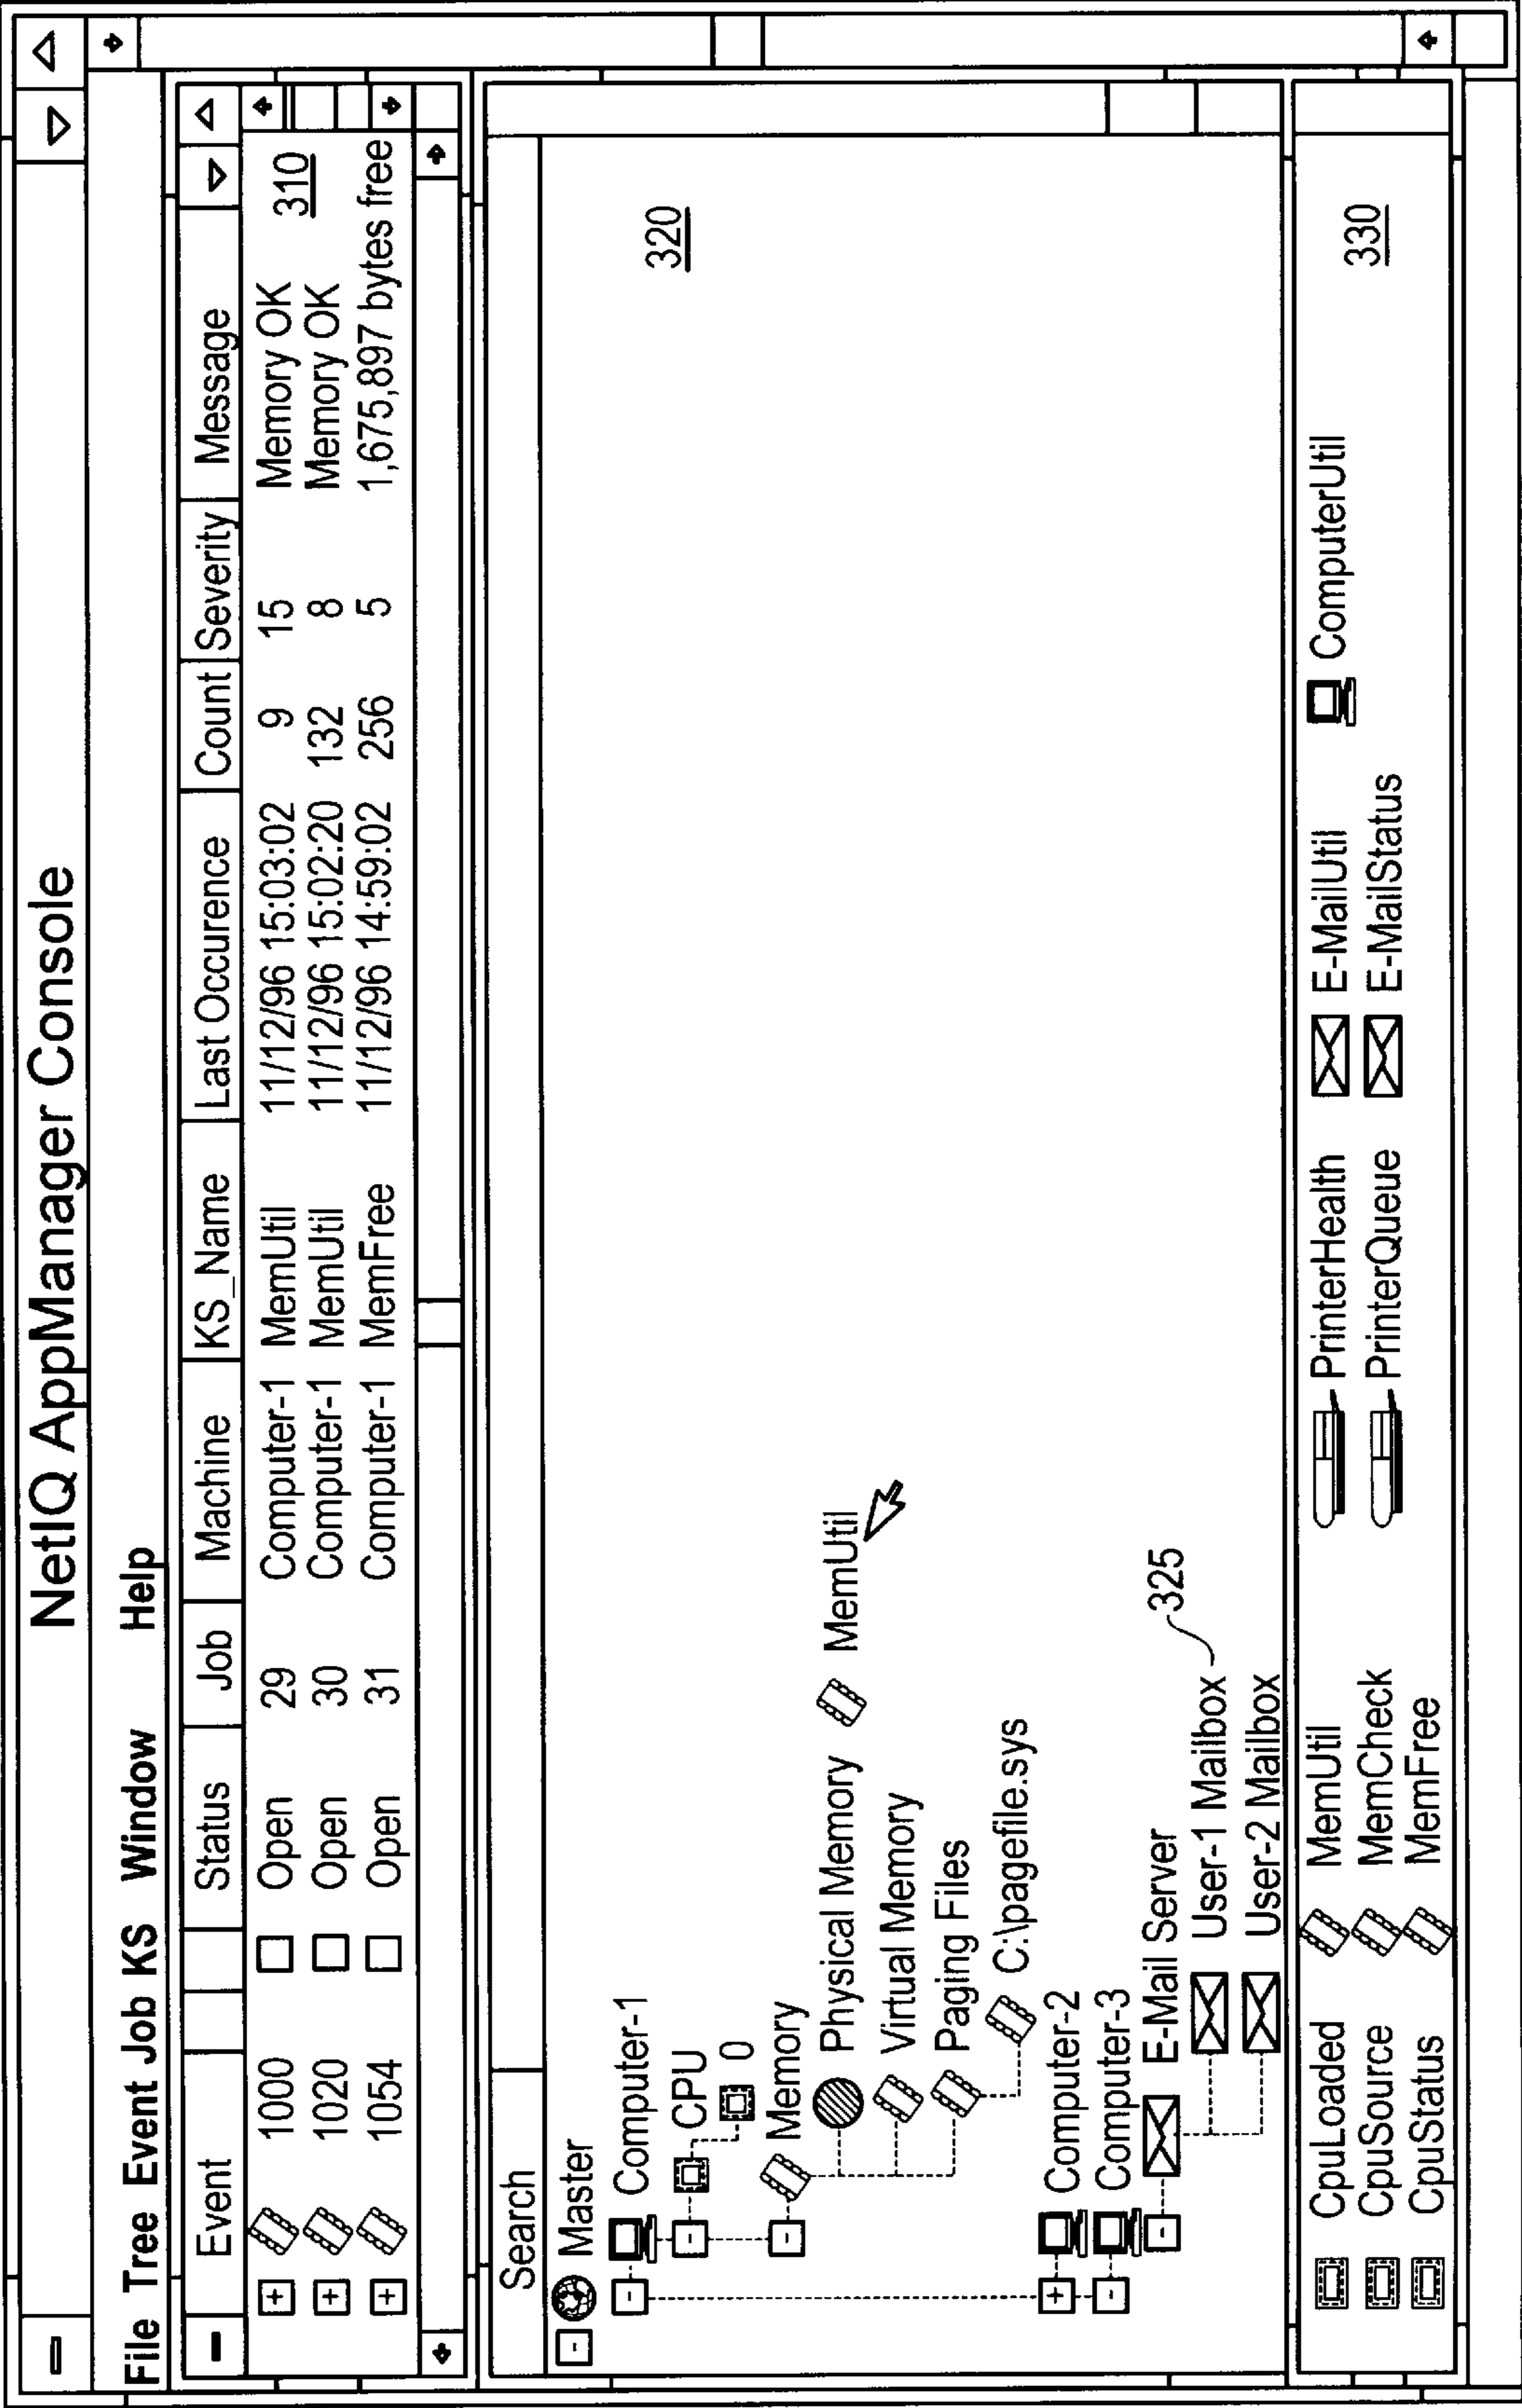 NetIQ AppManager Console
File Tree Event Job KS Window Help
Event Status Job Machine KS_Name Last Occurence Count Severity Message
+ 1000 Open 29 Computer-1 MemUtil 11/12/96 15:03:02 9 15 Memory OK
+ 1020 Open 30 Computer-1 MemUtil 11/12/96 15:02:20 132 8 Memory OK
+ 1054 Open 31 Computer-1 MemFree 11/12/96 14:59:02 256 5 1,675,897 bytes free
310
Search
- Master
320
- Computer-1
- CPU
0
- Memory
Physical Memory MemUtil
Virtual Memory
Paging Files
C:\pagefile.sys
+ Computer-2
- Computer-3
- E-Mail Server
User-1 Mailbox 325
User-2 Mailbox
CpuLoaded MemUtil PrinterHealth E-MailUtil ComputerUtil
CpuSource MemCheck PrinterQueue E-MailStatus 330
CpuStatus MemFree